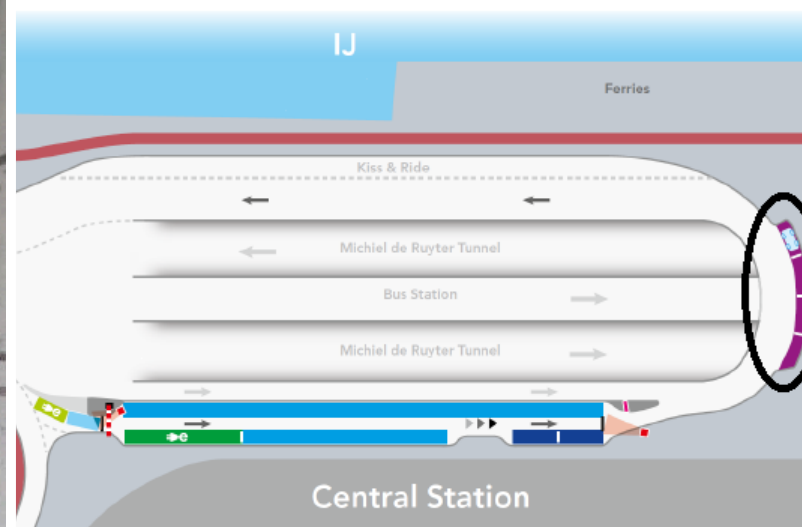 IJ
Ferries
Kiss & Ride
Michiel de Ruyter Tunnel
Bus Station
Michiel de Ruyter Tunnel
e
e
Central Station